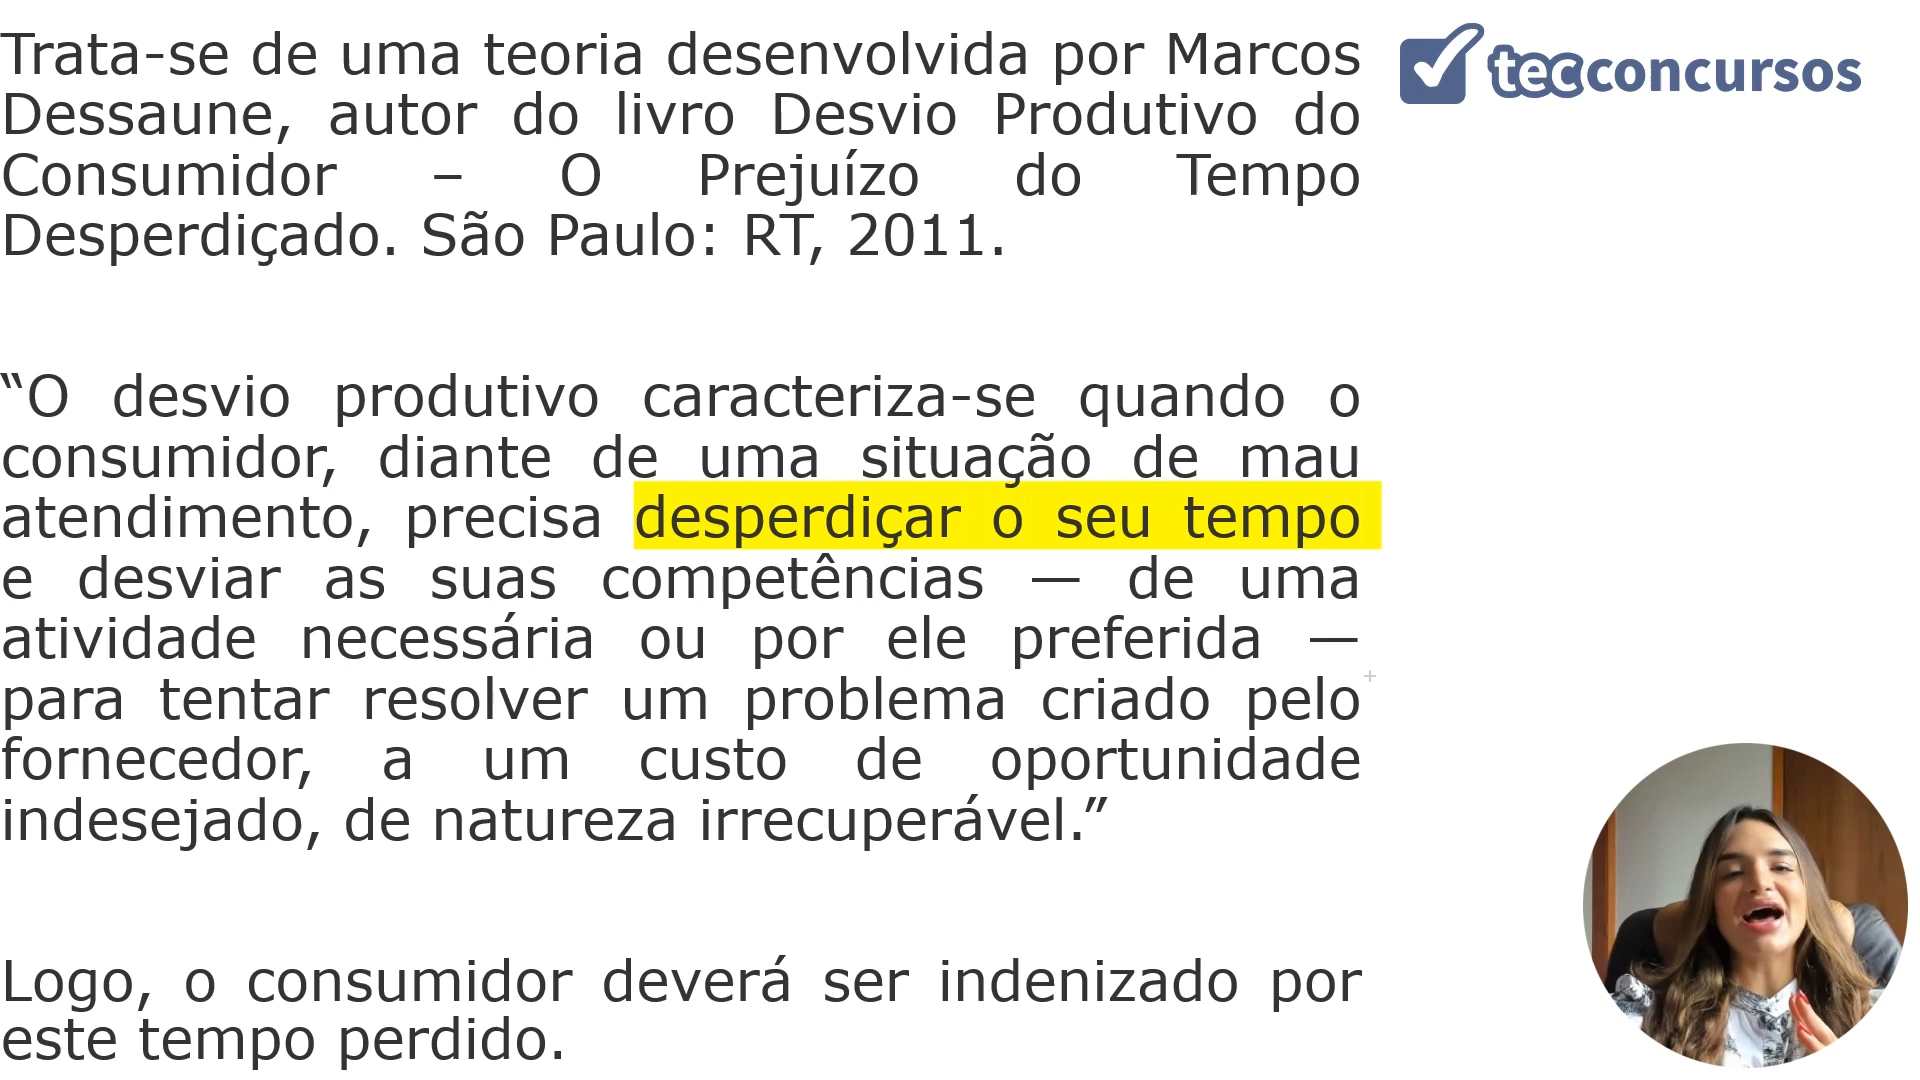 Trata-se de uma teoria desenvolvida por Marcos
Dessaune, autor do livro Desvio Produtivo do
Consumidor – O Prejuízo do Tempo
Desperdiçado. São Paulo: RT, 2011.
“O desvio produtivo caracteriza-se quando o
consumidor, diante de uma situação de mau
atendimento, precisa desperdiçar o seu tempo
e desviar as suas competências — de uma
atividade necessária ou por ele preferida —
para tentar resolver um problema criado pelo
fornecedor, a um custo de oportunidade
indesejado, de natureza irrecuperável.”
Logo, o consumidor deverá ser indenizado por
este tempo perdido.
tecconcursos